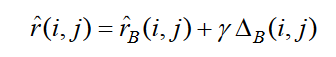 r̂(i, j) = r̂_B(i, j) + γ Δ_B(i, j)